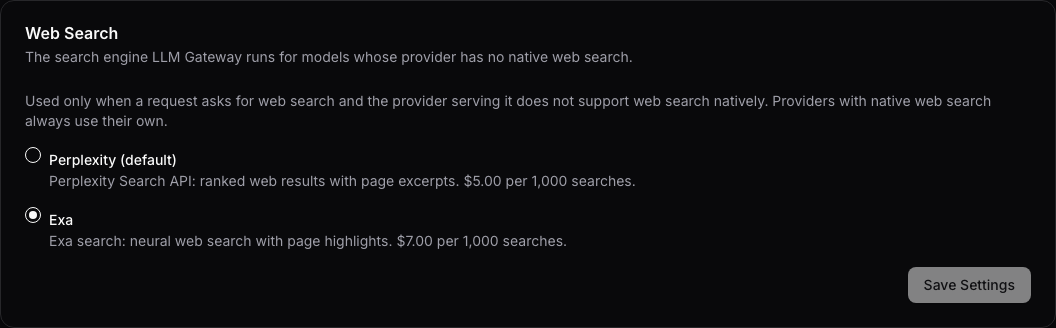 Web Search
The search engine LLM Gateway runs for models whose provider has no native web search.
Used only when a request asks for web search and the provider serving it does not support web search natively. Providers with native web search
always use their own.
Perplexity (default)
Perplexity Search API: ranked web results with page excerpts. $5.00 per 1,000 searches.
Exa
Exa search: neural web search with page highlights. $7.00 per 1,000 searches.
Save Settings